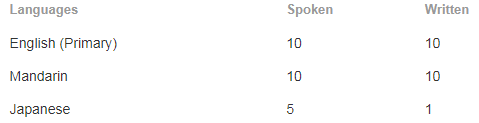 Languages Spoken Written
English (Primary) 10 10
Mandarin 10 10
Japanese 5 1